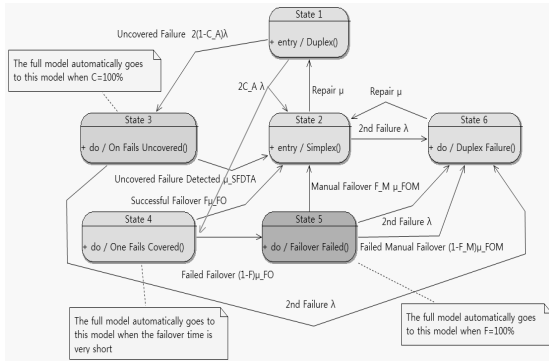 State 1
+ entry / Duplex()
Uncovered Failure 2(1-C_A)λ
The full model automatically goes
to this model when C=100%
2C_A λ
Repair μ
Repair μ
State 3
+ do / On Fails Uncovered()
State 2
+ entry / Simplex()
2nd Failure λ
State 6
+ do / Duplex Failure()
Uncovered Failure Detected μ_SFDTA
Manual Failover F_M μ_FOM
Successful Failover Fμ_FO
State 4
+ do / One Fails Covered()
State 5
+ do / Failover Failed()
2nd Failure λ
Failed Manual Failover (1-F_M)μ_FOM
Failed Failover (1-F)μ_FO
2nd Failure λ
The full model automatically goes to
this model when the failover time is
very short
The full model automatically goes
to this model when F=100%